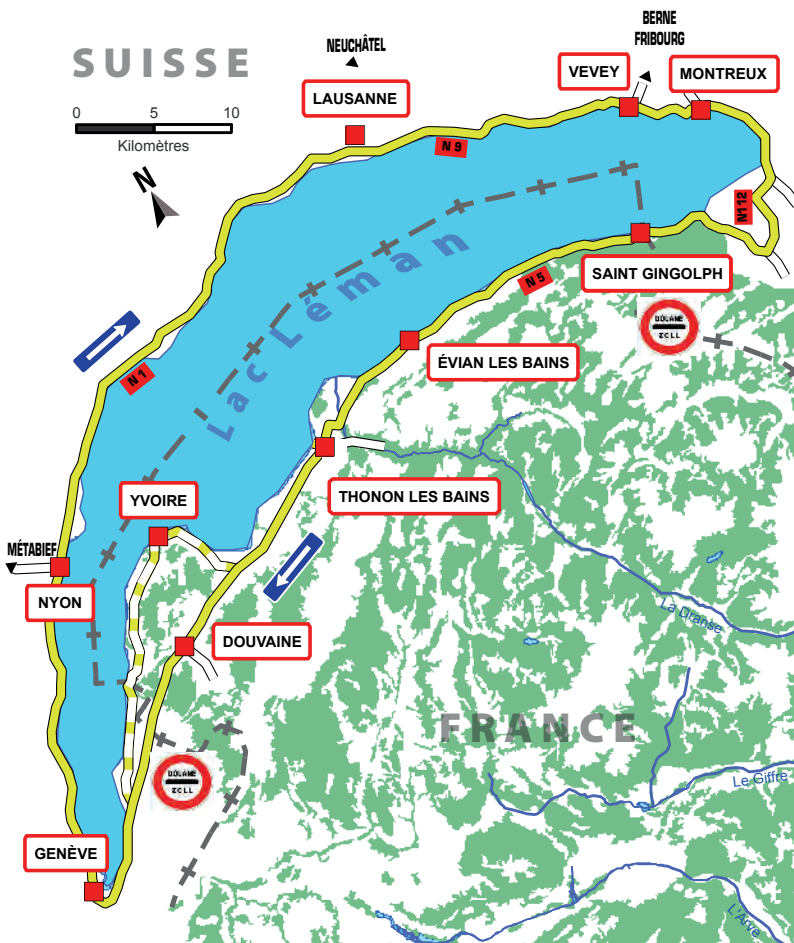 SUISSE
NEUCHÂTEL
BERNE
FRIBOURG
LAUSANNE
VEVEY
MONTREUX
0 5 10
Kilomètres
N
N 9
N112
SAINT GINGOLPH
N 5
DOUANE
ZOLL
Lac Léman
ÉVIAN LES BAINS
N 1
THONON LES BAINS
YVOIRE
MÉTABIEF
NYON
DOUVAINE
La Dranse
FRANCE
DOUANE
ZOLL
Le Giffre
GENÈVE
L'Arve